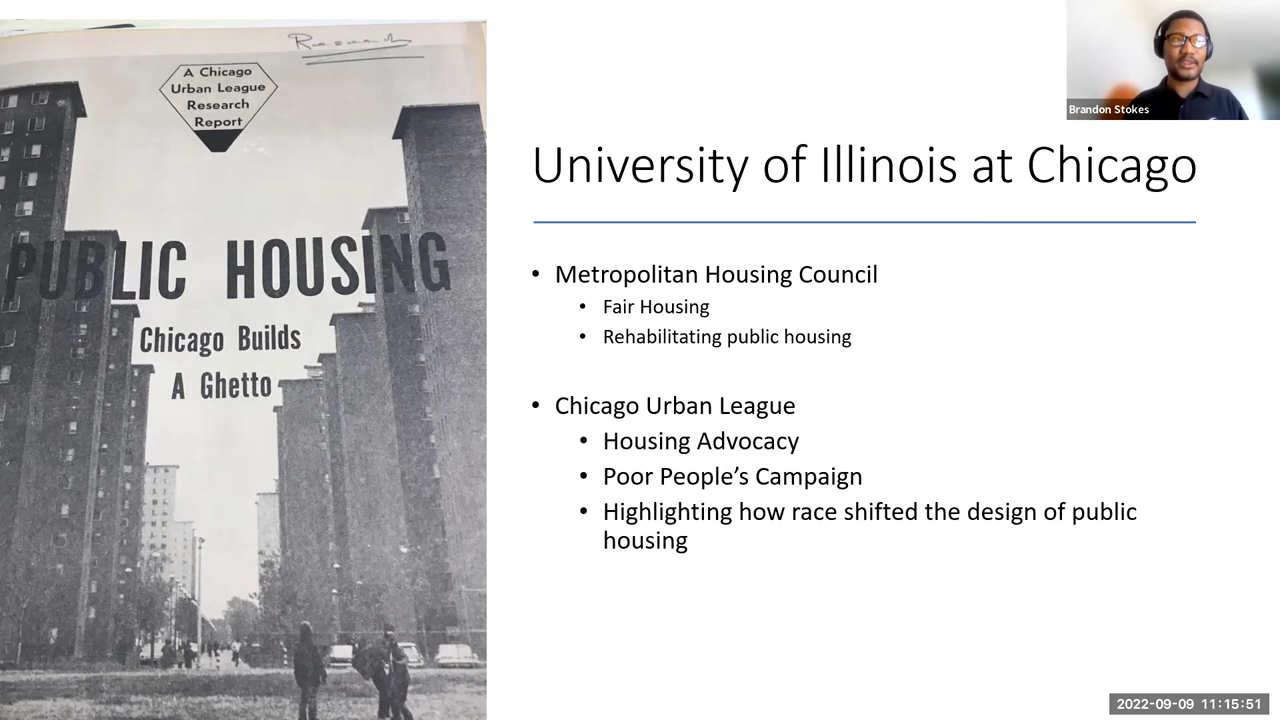 Research
A Chicago
Urban League
Research
Report
PUBLIC HOUSING
Chicago Builds
A Ghetto
Brandon Stokes
University of Illinois at Chicago
• Metropolitan Housing Council
• Fair Housing
• Rehabilitating public housing
• Chicago Urban League
• Housing Advocacy
• Poor People’s Campaign
• Highlighting how race shifted the design of public
housing
2022-09-09 11:15:51